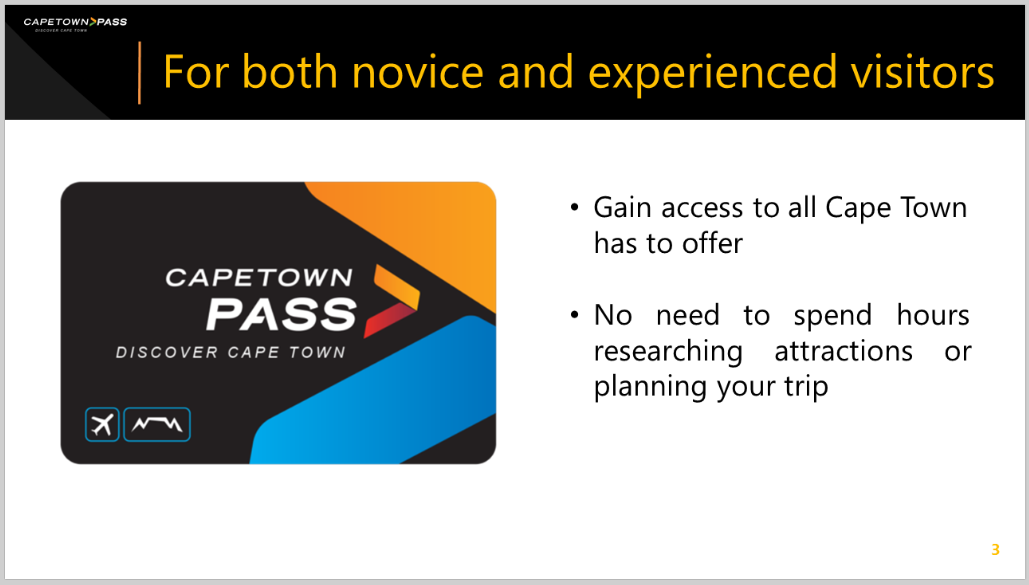 CAPETOWN PASS
DISCOVER CAPE TOWN
For both novice and experienced visitors
CAPETOWN
PASS
DISCOVER CAPE TOWN
• Gain access to all Cape Town
has to offer
• No need to spend hours
researching attractions or
planning your trip
3